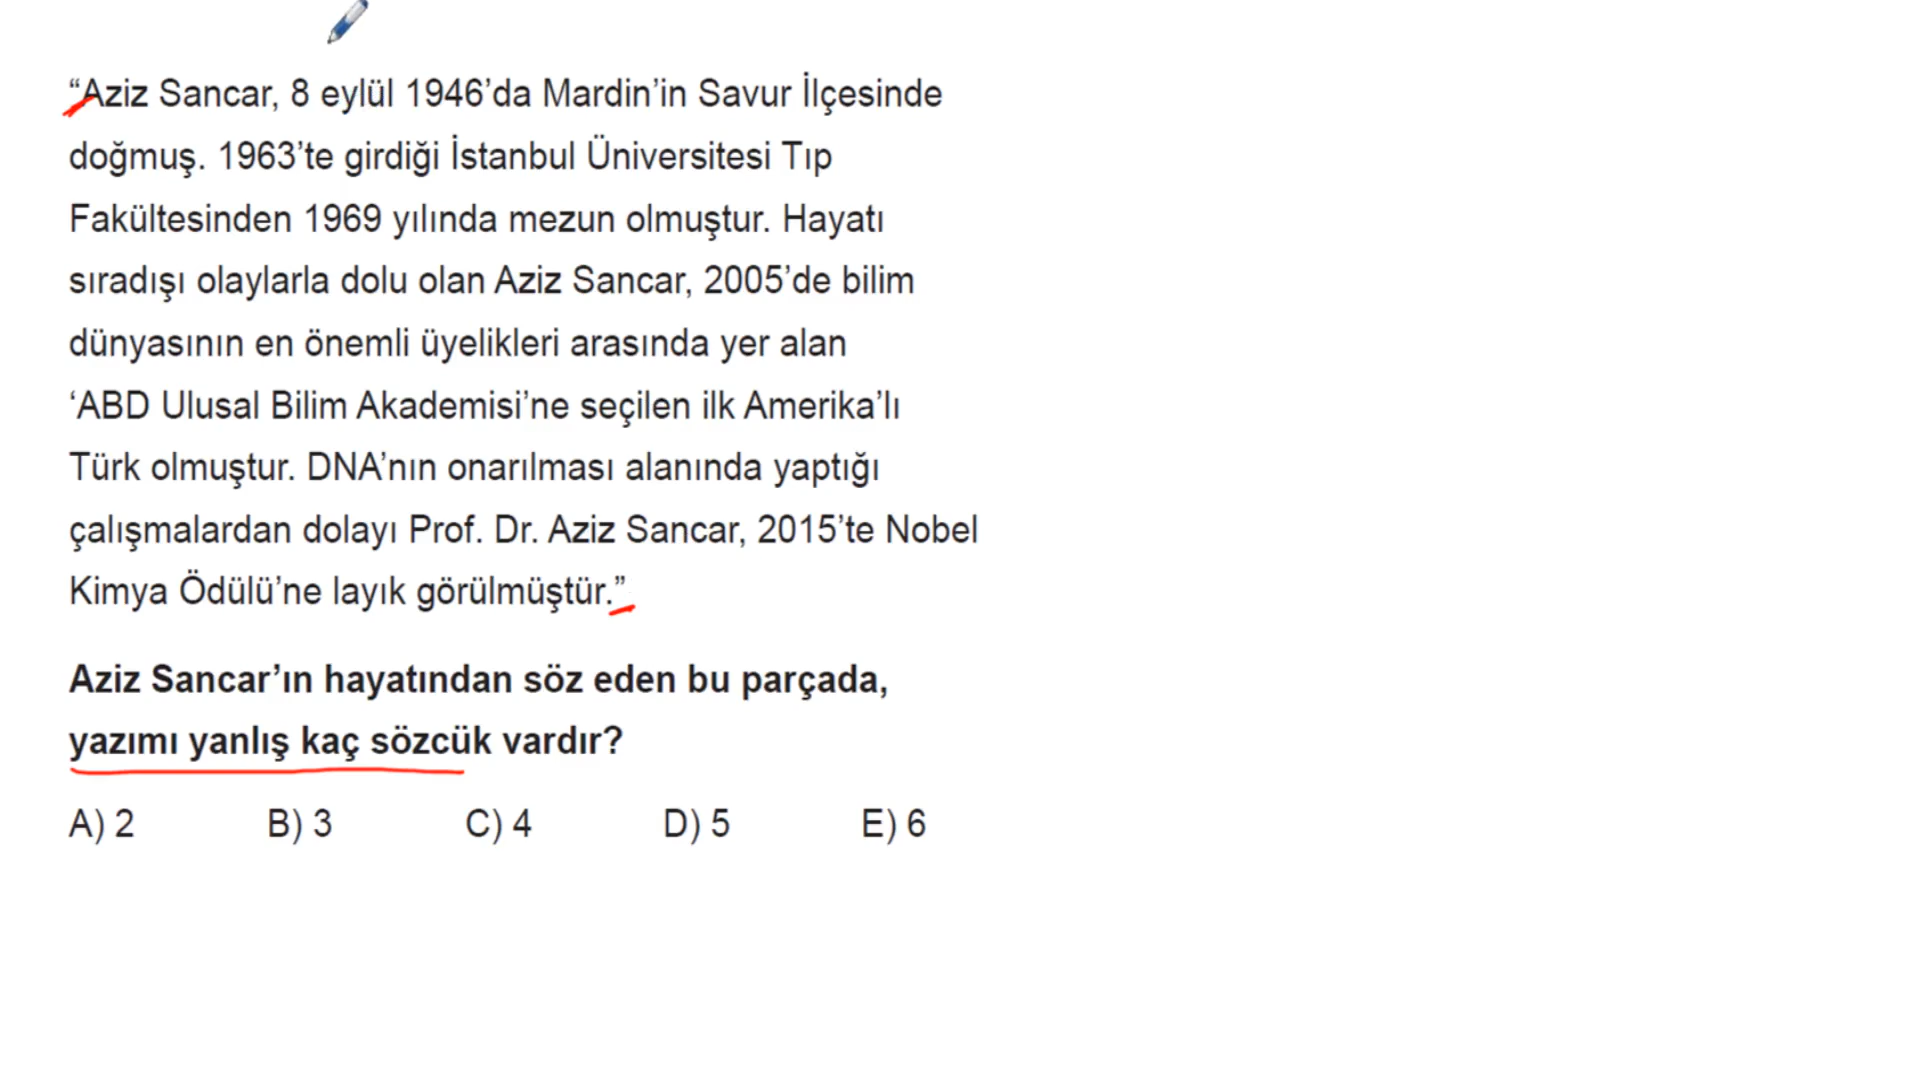 “Aziz Sancar, 8 eylül 1946’da Mardin’in Savur İlçesinde
doğmuş. 1963’te girdiği İstanbul Üniversitesi Tıp
Fakültesinden 1969 yılında mezun olmuştur. Hayatı
sıradışı olaylarla dolu olan Aziz Sancar, 2005’de bilim
dünyasının en önemli üyelikleri arasında yer alan
‘ABD Ulusal Bilim Akademisi’ne seçilen ilk Amerika’lı
Türk olmuştur. DNA’nın onarılması alanında yaptığı
çalışmalardan dolayı Prof. Dr. Aziz Sancar, 2015’te Nobel
Kimya Ödülü’ne layık görülmüştür.”
Aziz Sancar’ın hayatından söz eden bu parçada,
yazımı yanlış kaç sözcük vardır?
A) 2 B) 3 C) 4 D) 5 E) 6